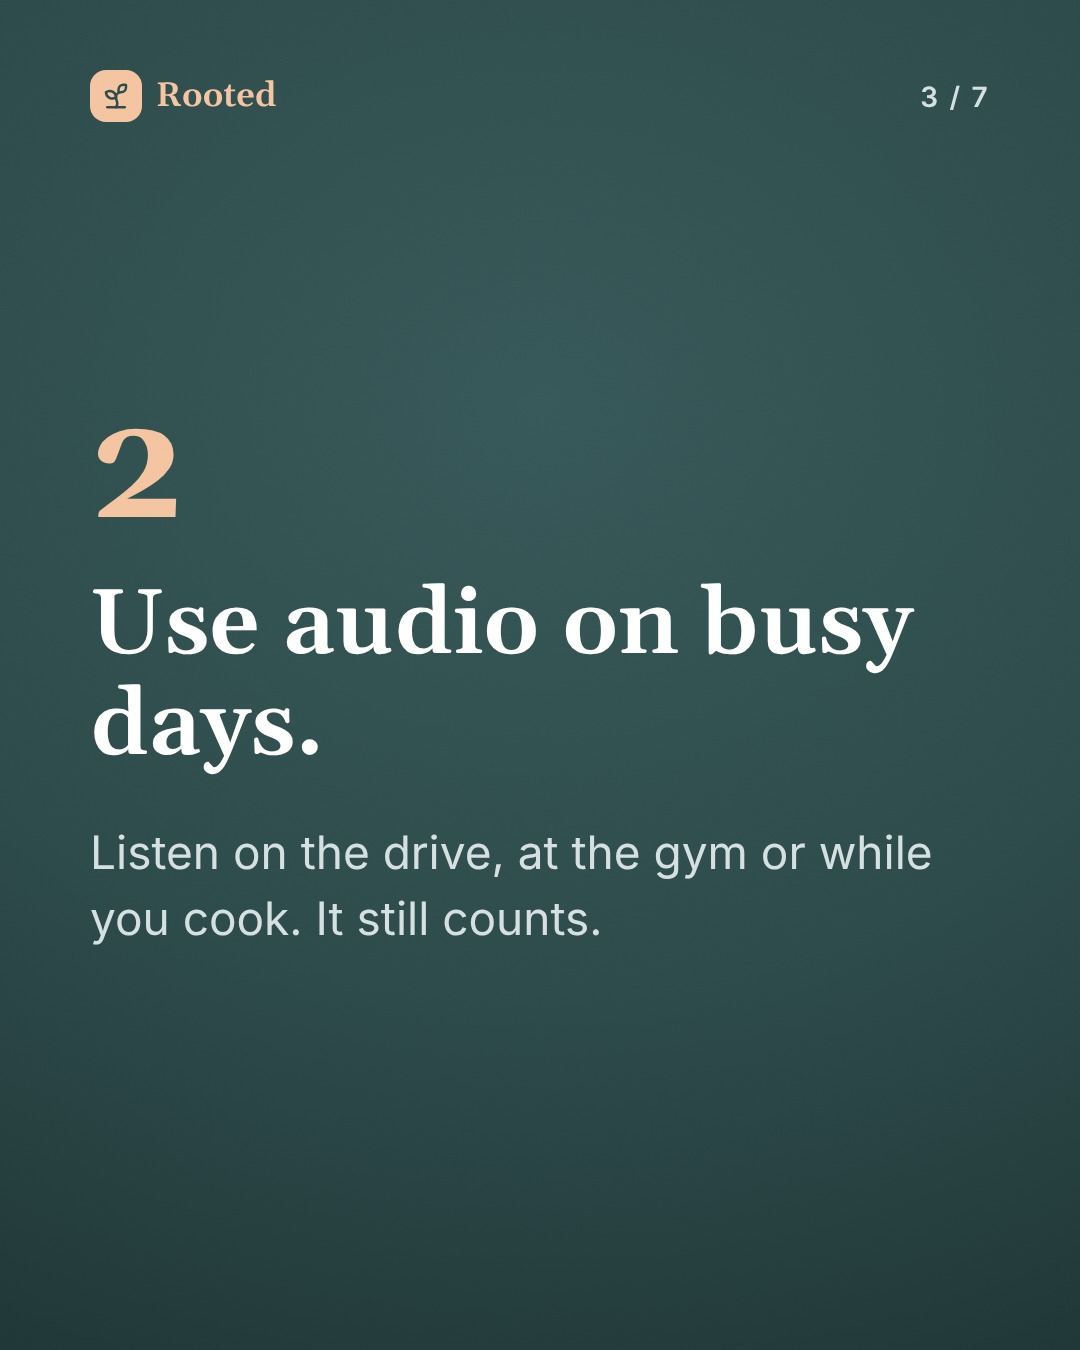 Rooted
3 / 7
2
Use audio on busy
days.
Listen on the drive, at the gym or while
you cook. It still counts.